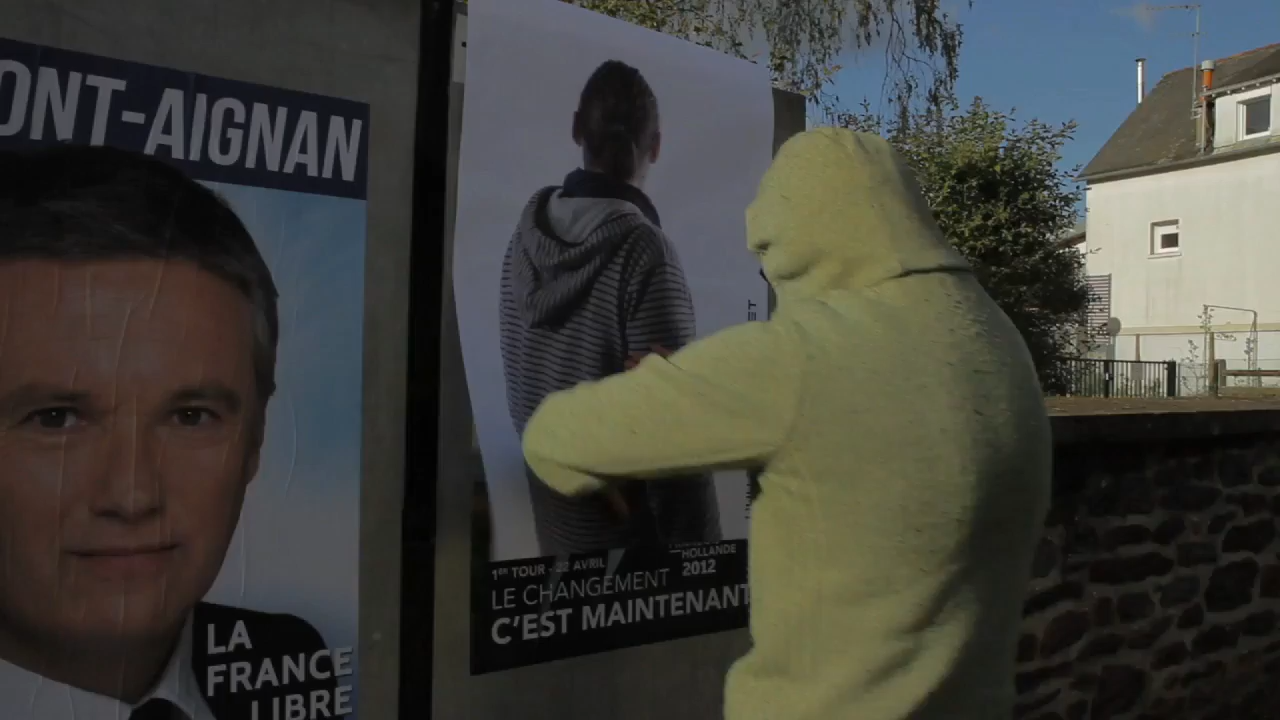 ONT-AIGNAN
LA
FRANCE
LIBRE
1ER TOUR - 22 AVRIL
HOLLANDE
2012
LE CHANGEMENT
C'EST MAINTENANT